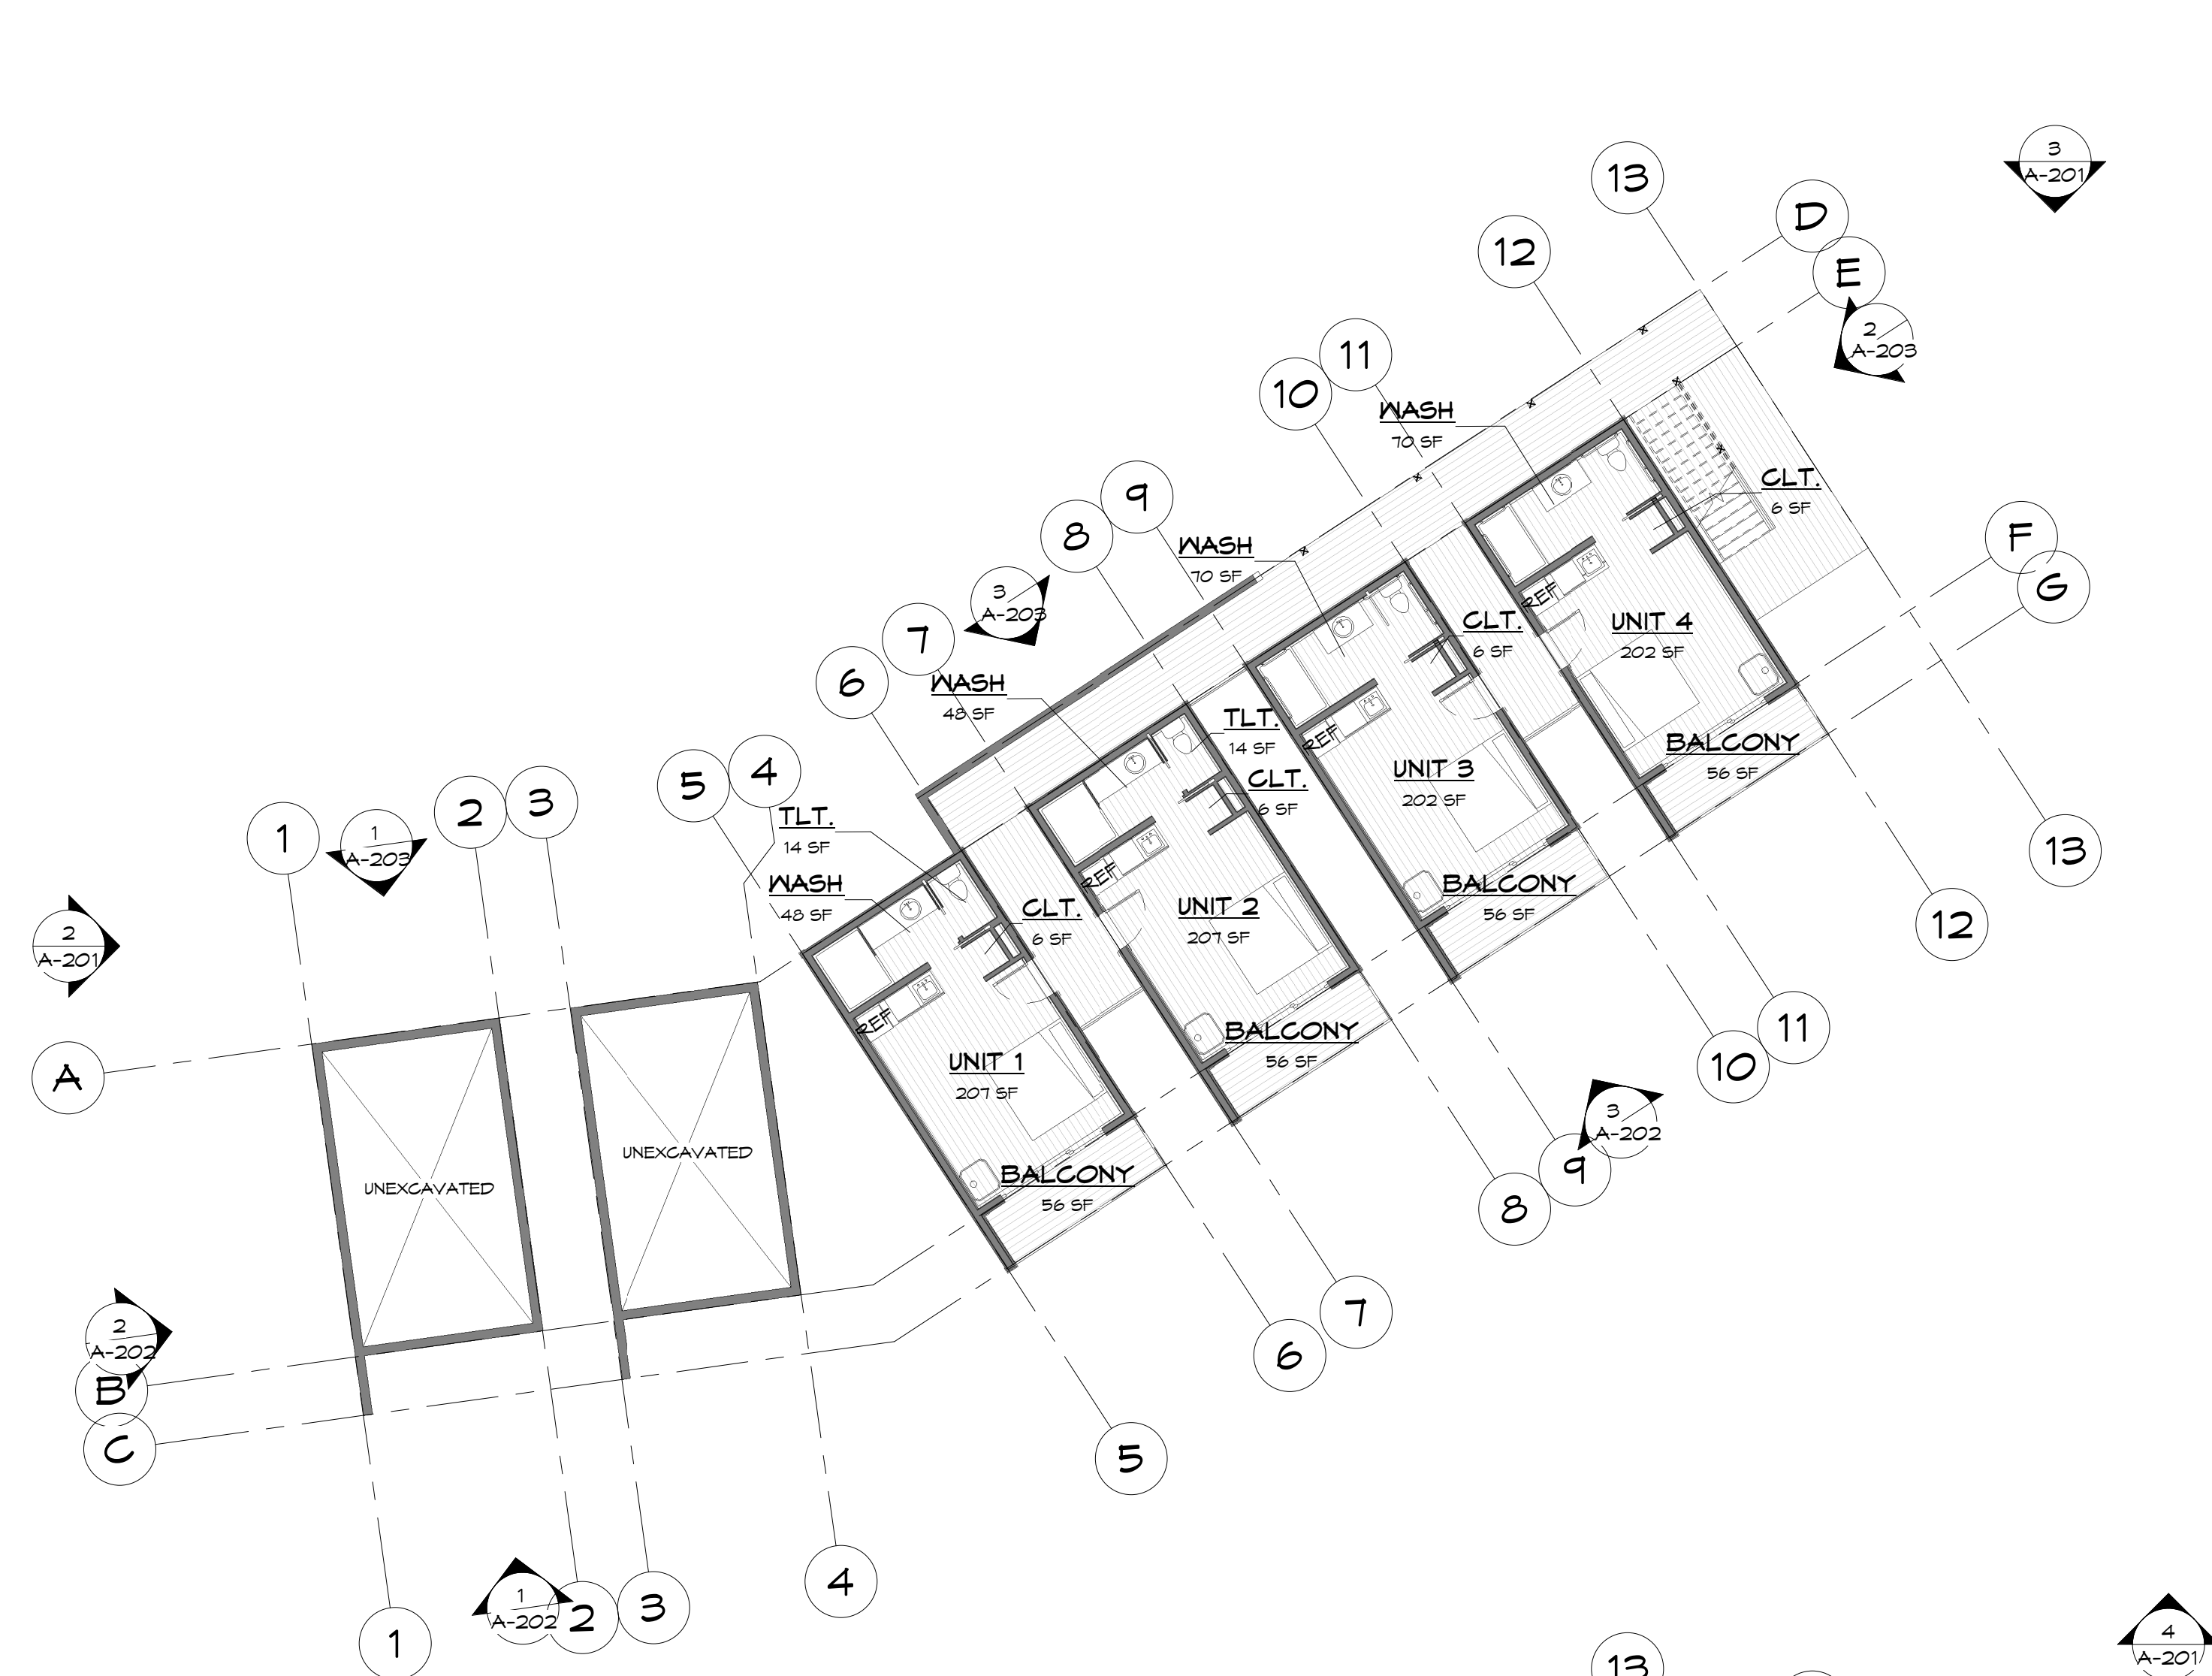 3
A-201
13
D
12
E
2
A-203
11
10
WASH
70 SF
CLT.
6 SF
9
8
F
WASH
70 SF
G
3
A-203
7
6
CLT.
6 SF
REF
UNIT 4
202 SF
WASH
48 SF
TLT.
14 SF
REF
BALCONY
56 SF
5
4
UNIT 3
202 SF
CLT.
6 SF
1
1
A-203
2
3
TLT.
14 SF
13
WASH
48 SF
REF
BALCONY
56 SF
12
2
A-201
CLT.
6 SF
UNIT 2
207 SF
REF
BALCONY
56 SF
11
10
A
UNIT 1
207 SF
3
A-202
9
8
UNEXCAVATED
UNEXCAVATED
BALCONY
56 SF
7
6
2
A-202
B
C
5
4
1
A-202
2
3
1
13
4
A-201